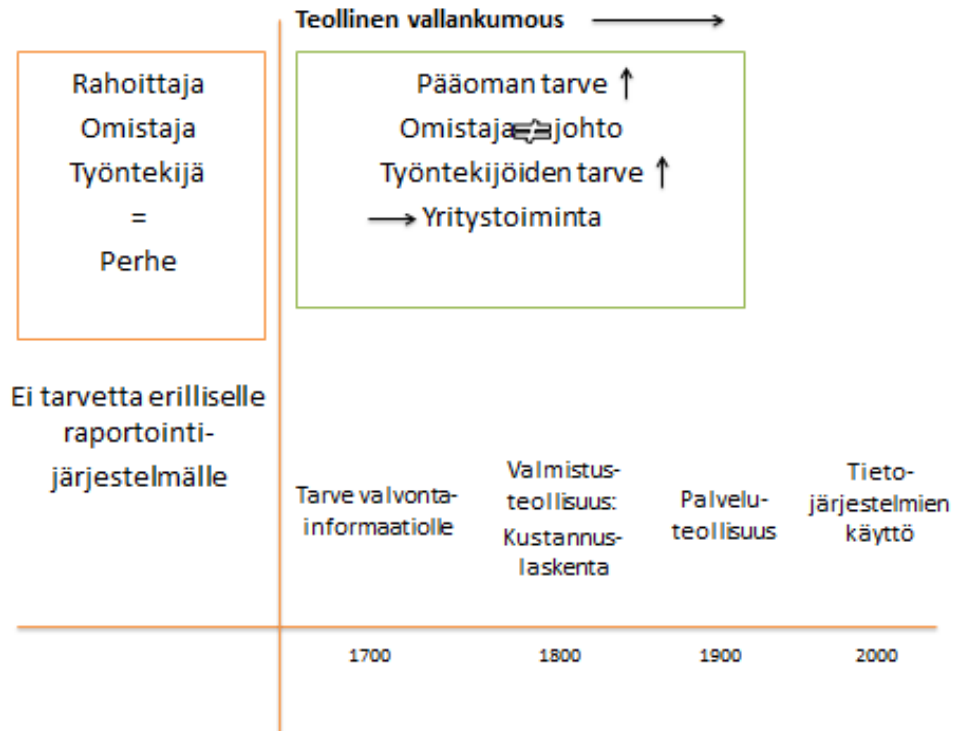 Teollinen vallankumous
Rahoittaja
Omistaja
Työntekijä
=
Perhe
Pääoman tarve ↑
Omistaja ≠ johto
Työntekijöiden tarve ↑
→ Yritystoiminta
Ei tarvetta erilliselle
raportointi-
järjestelmälle
Tarve valvonta-
informaatiolle
Valmistus-
teollisuus:
Kustannus-
laskenta
Palvelu-
teollisuus
Tieto-
järjestelmien
käyttö
1700
1800
1900
2000